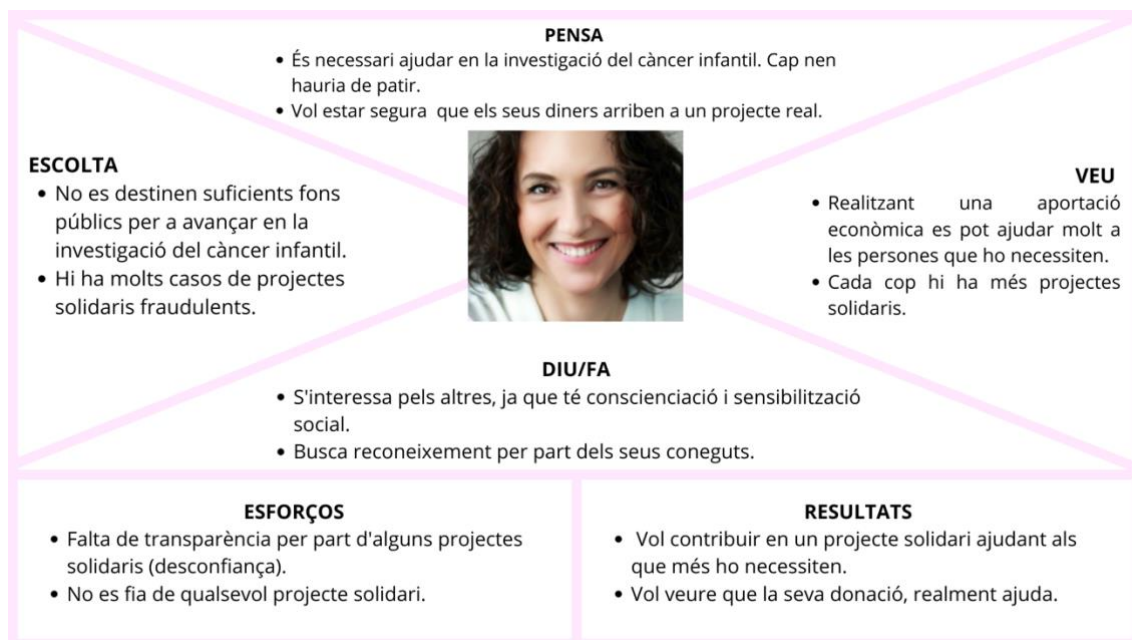 PENSA
• És necessari ajudar en la investigació del càncer infantil. Cap nen
hauria de patir.
• Vol estar segura que els seus diners arriben a un projecte real.
ESCOLTA
• No es destinen suficients fons
públics per a avançar en la
investigació del càncer infantil.
• Hi ha molts casos de projectes
solidaris fraudulents.
VEU
• Realitzant una aportació
econòmica es pot ajudar molt a
les persones que ho necessiten.
• Cada cop hi ha més projectes
solidaris.
DIU/FA
• S'interessa pels altres, ja que té conscienciació i sensibilització
social.
• Busca reconeixement per part dels seus coneguts.
ESFORÇOS
• Falta de transparència per part d'alguns projectes
solidaris (desconfiança).
• No es fia de qualsevol projecte solidari.
RESULTATS
• Vol contribuir en un projecte solidari ajudant als
que més ho necessiten.
• Vol veure que la seva donació, realment ajuda.